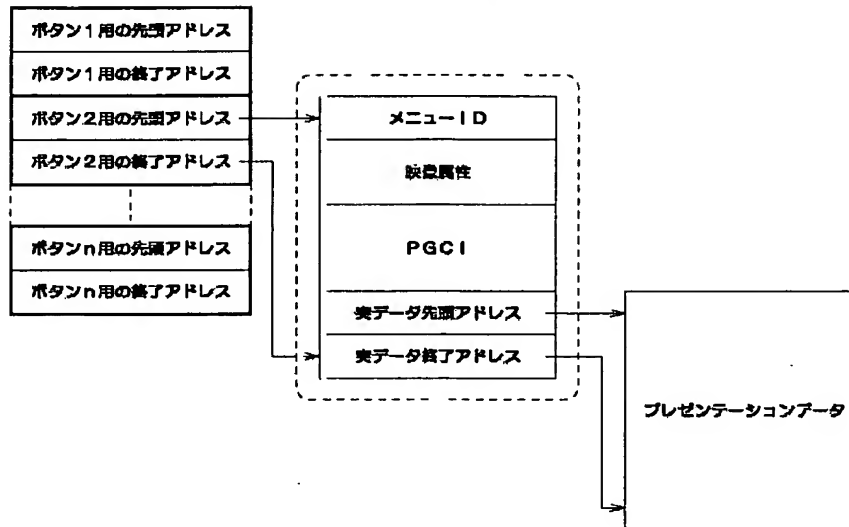 ボタン1用の先頭アドレス
ボタン1用の終了アドレス
ボタン2用の先頭アドレス
ボタン2用の終了アドレス
ボタンn用の先頭アドレス
ボタンn用の終了アドレス
メニューID
映像属性
PGCI
実データ先頭アドレス
実データ終了アドレス
プレゼンテーションデータ